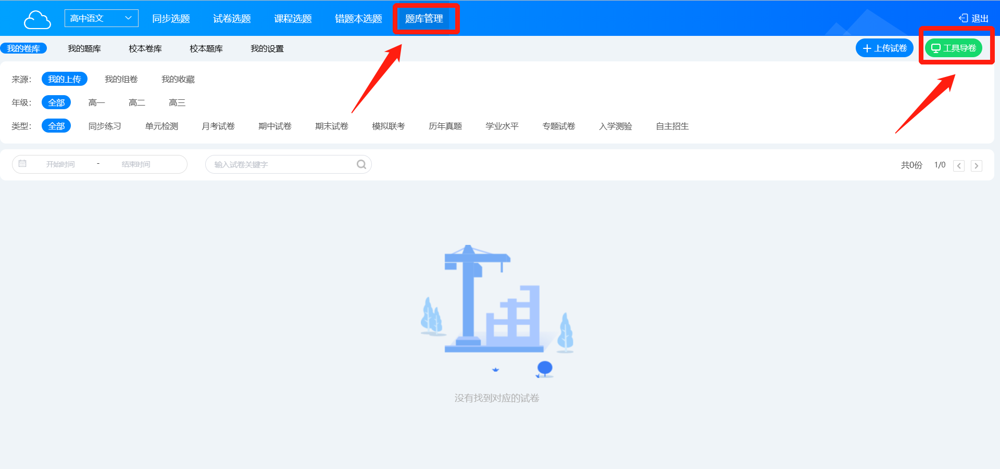 高中语文 同步选题 试卷选题 课程选题 错题本选题 题库管理 退出
我的卷库 我的题库 校本卷库 校本题库 我的设置 上传试卷 工具导卷
来源： 我的上传 我的组卷 我的收藏
年级： 全部 高一 高二 高三
类型： 全部 同步练习 单元检测 月考试卷 期中试卷 期末试卷 模拟联考 历年真题 学业水平 专题试卷 入学测验 自主招生
开始时间 - 结束时间 输入试卷关键字 共0份 1/0
没有找到对应的试卷